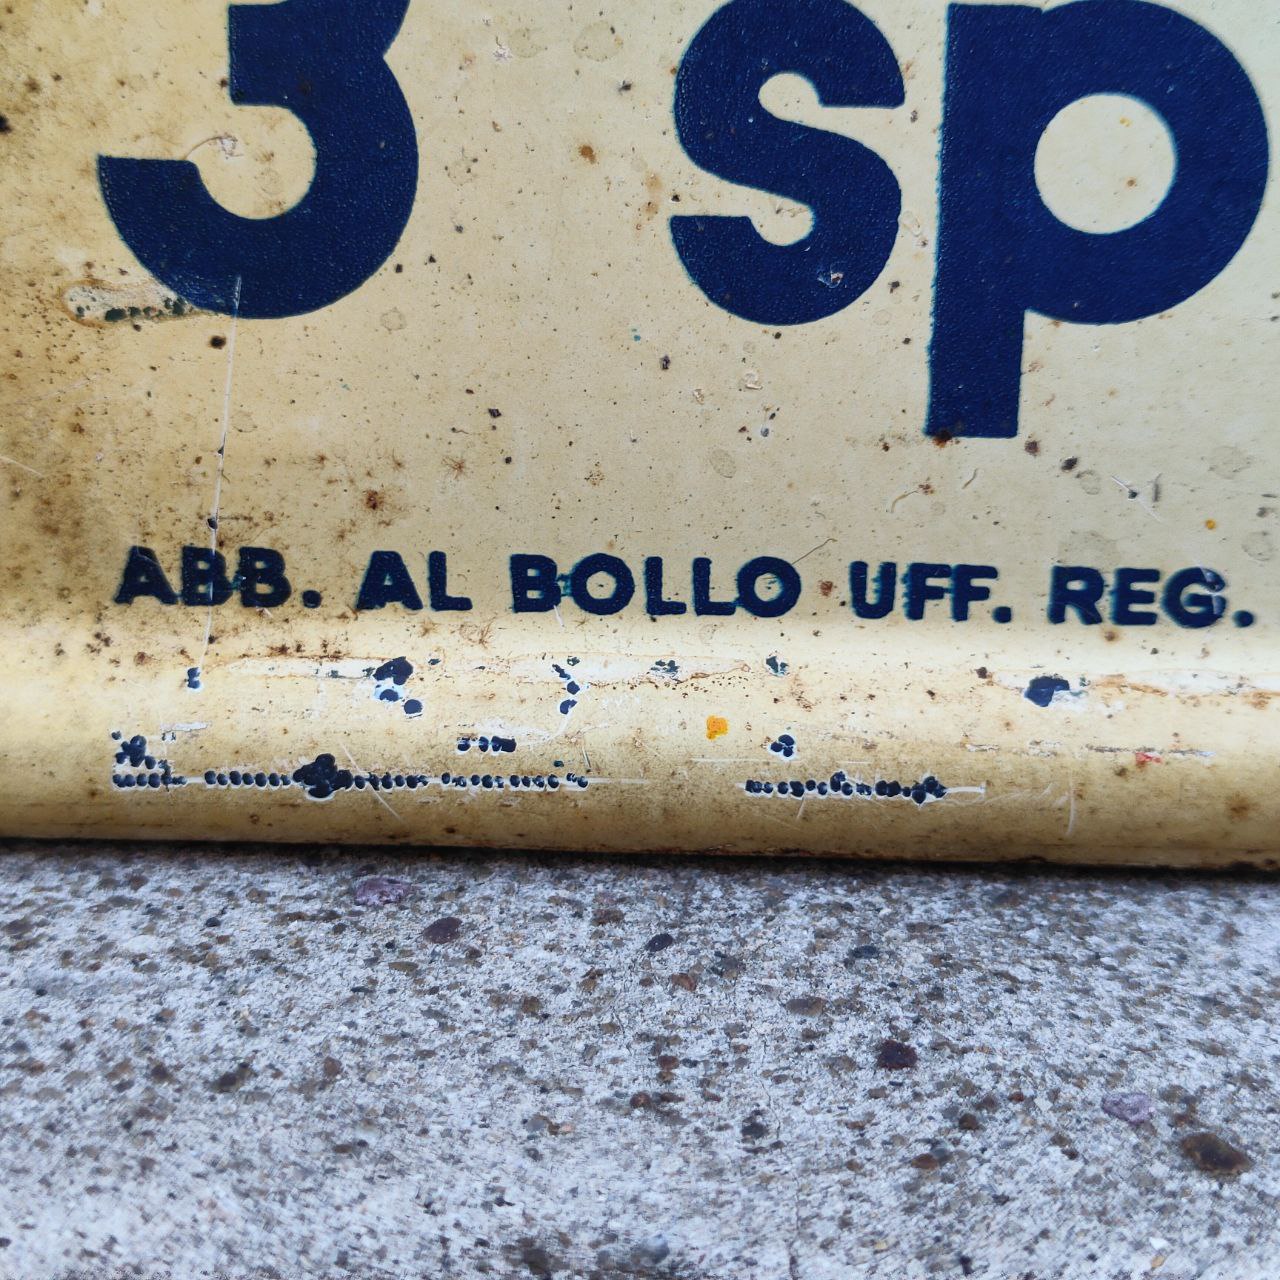 3 sp
ABB. AL BOLLO UFF. REG.